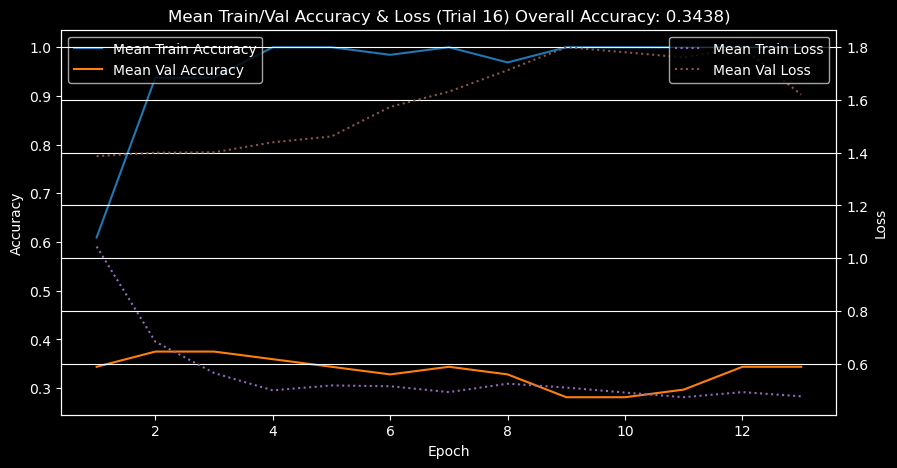 Mean Train/Val Accuracy & Loss (Trial 16) Overall Accuracy: 0.3438)
Mean Train Accuracy
Mean Val Accuracy
Mean Train Loss
Mean Val Loss
1.0
0.9
0.8
0.7
0.6
0.5
0.4
0.3
Accuracy
1.8
1.6
1.4
1.2
1.0
0.8
0.6
Loss
2 4 6 8 10 12
Epoch